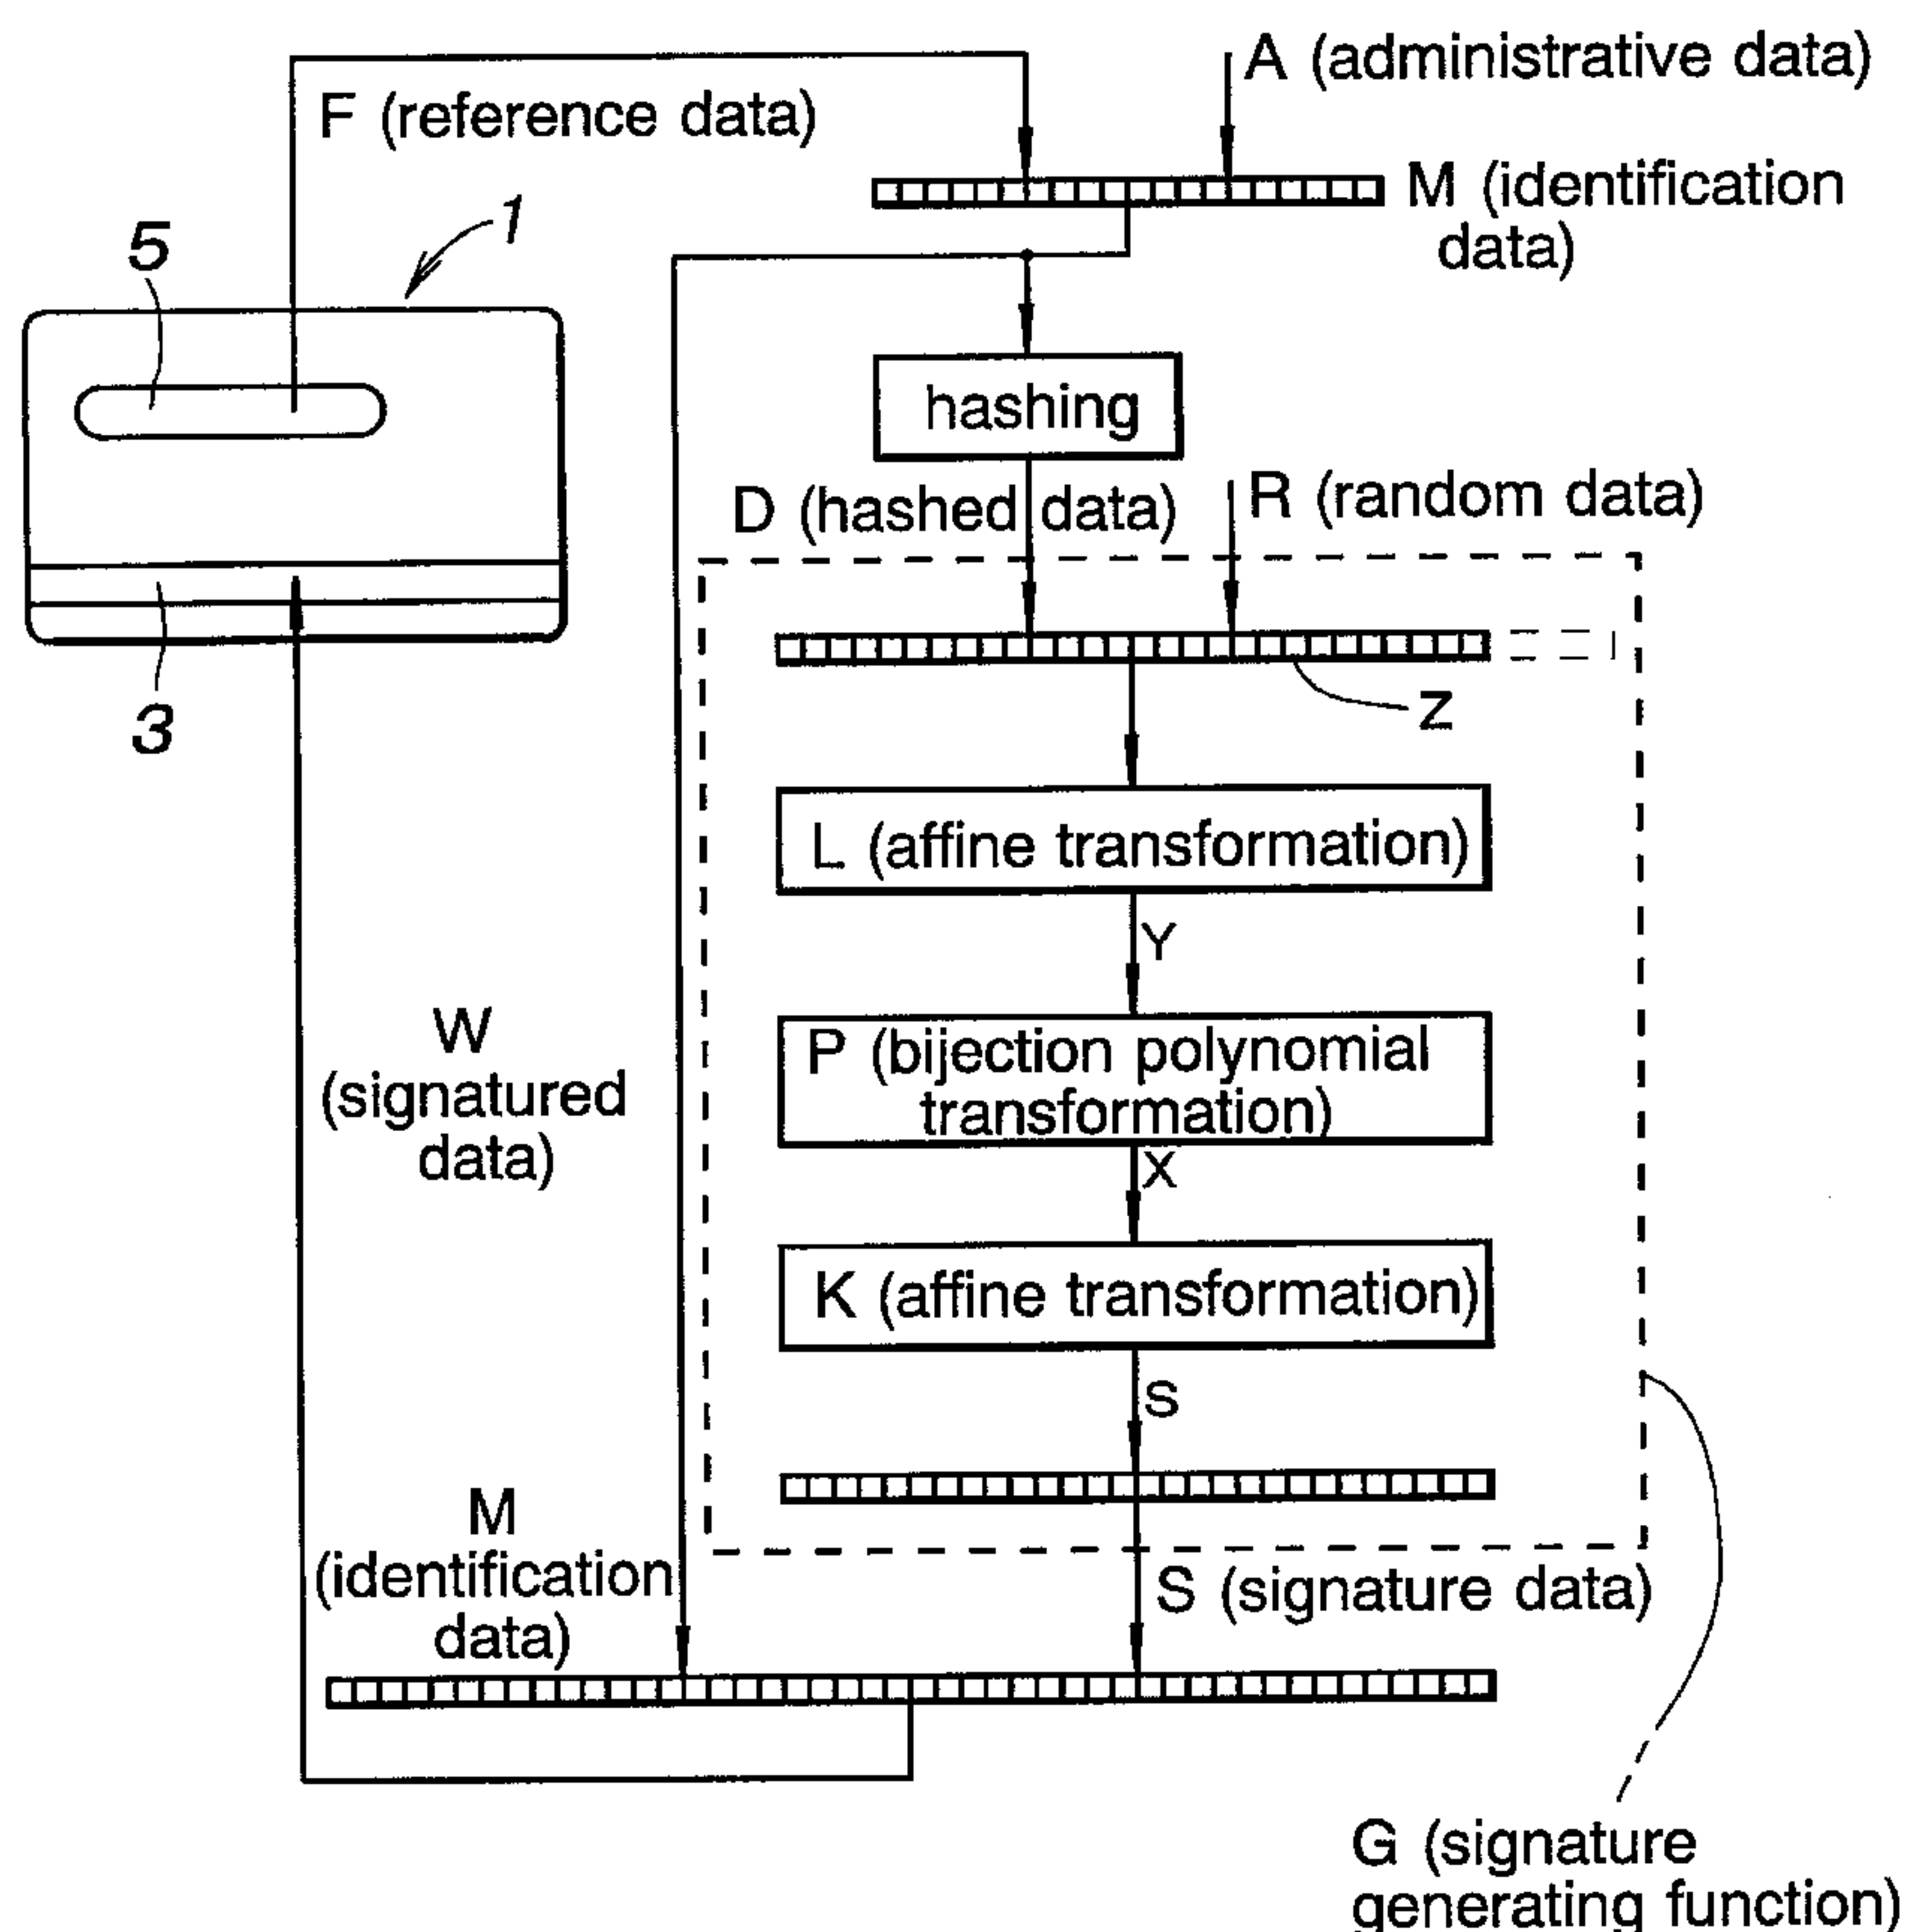 A (administrative data)
F (reference data)
M (identification
data)
1
5
hashing
D (hashed data)
R (random data)
3
Z
L (affine transformation)
Y
P (bijection polynomial
transformation)
X
W
(signatured
data)
K (affine transformation)
S
M
(identification
data)
S (signature data)
G (signature
generating function)